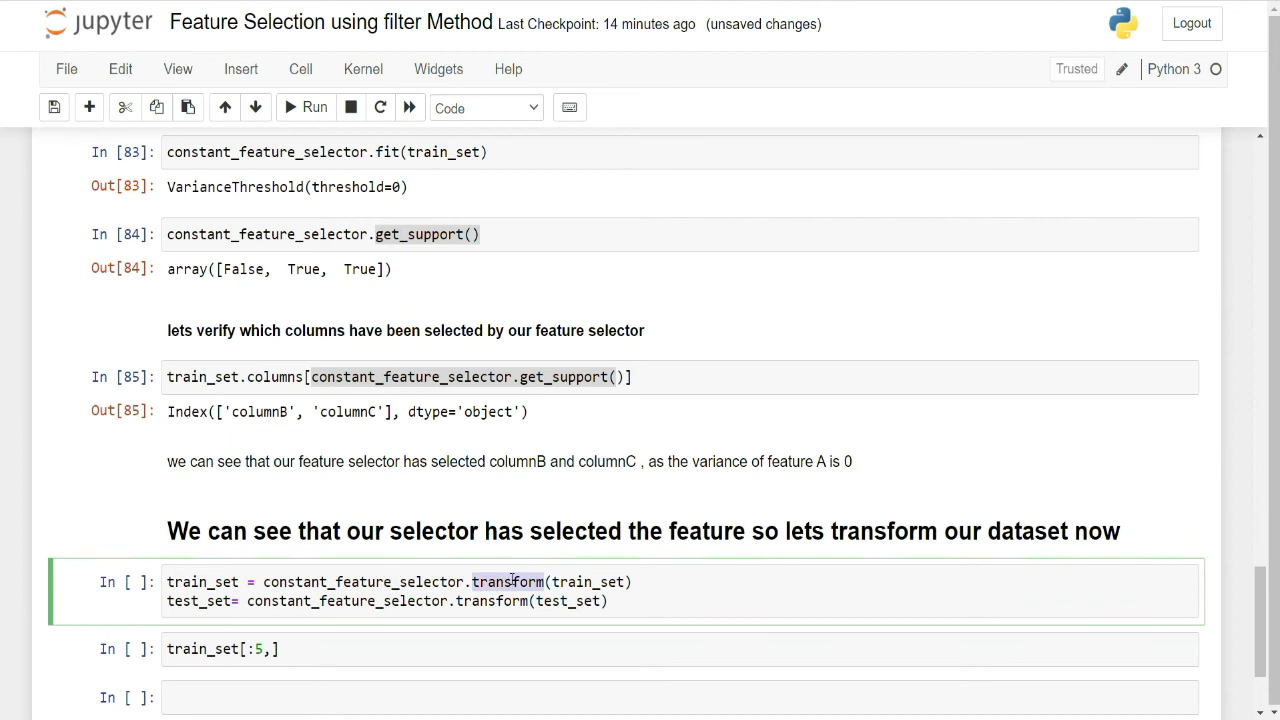 jupyter Feature Selection using filter Method Last Checkpoint: 14 minutes ago (unsaved changes) Logout
File Edit View Insert Cell Kernel Widgets Help Trusted Python 3
Run Code
In [83]: constant_feature_selector.fit(train_set)
Out[83]: VarianceThreshold(threshold=0)
In [84]: constant_feature_selector.get_support()
Out[84]: array([False, True, True])
lets verify which columns have been selected by our feature selector
In [85]: train_set.columns[constant_feature_selector.get_support()]
Out[85]: Index(['columnB', 'columnC'], dtype='object')
we can see that our feature selector has selected columnB and columnC , as the variance of feature A is 0
We can see that our selector has selected the feature so lets transform our dataset now
In [ ]: train_set = constant_feature_selector.transform(train_set)
test_set= constant_feature_selector.transform(test_set)
In [ ]: train_set[:5,]
In [ ]: